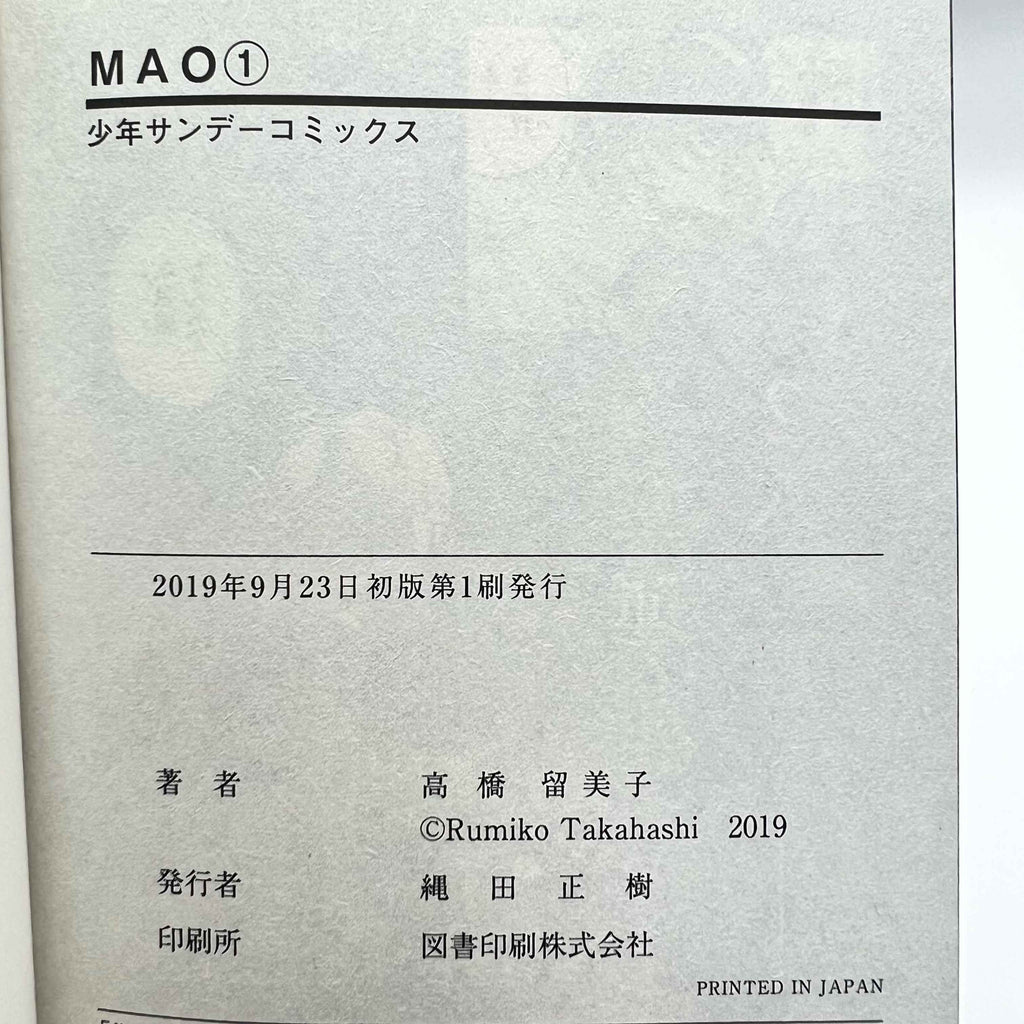 MAO①
少年サンデーコミックス
2019年9月23日初版第1刷発行
著者 高橋留美子
©Rumiko Takahashi 2019
発行者 縄田正樹
印刷所 図書印刷株式会社
PRINTED IN JAPAN